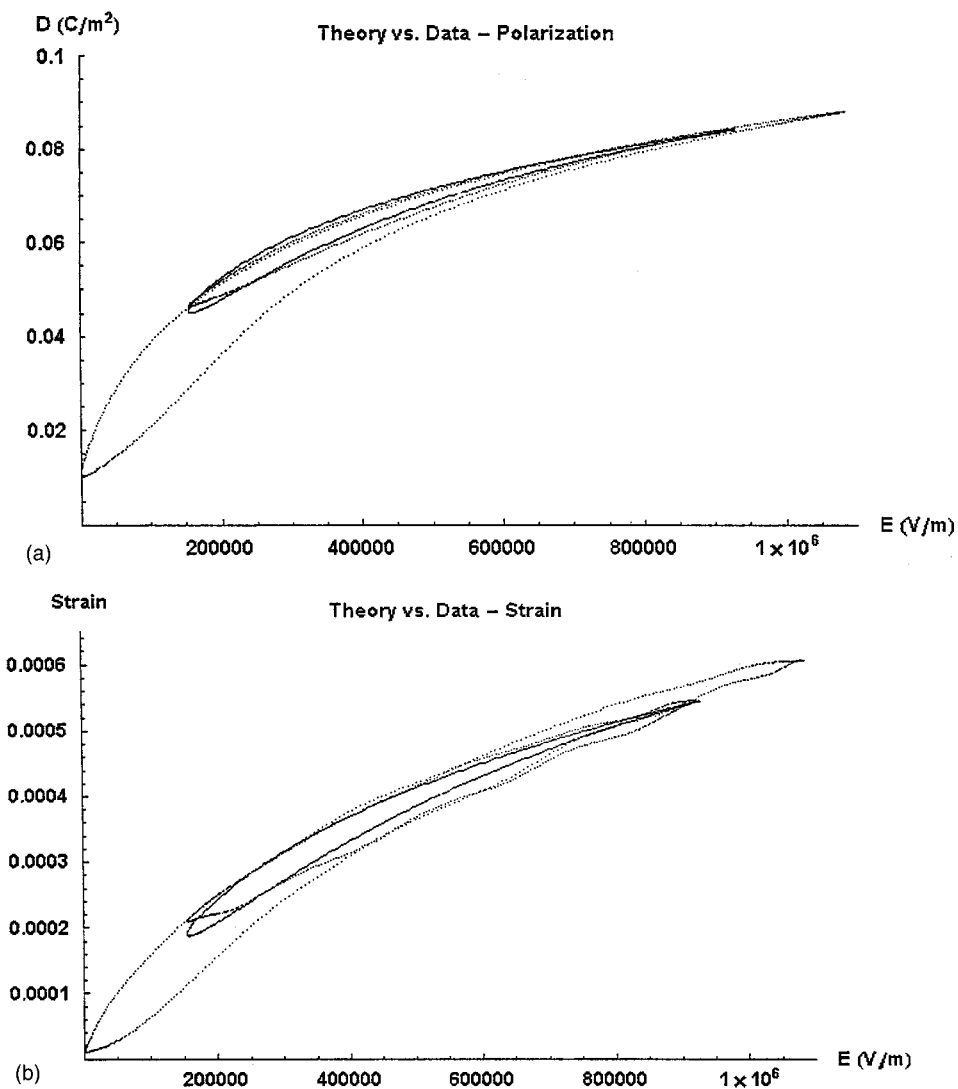 D (C/m²)
Theory vs. Data – Polarization
0.1
0.08
0.06
0.04
0.02
200000 400000 600000 800000 1 × 10⁶
E (V/m)
(a)
Strain
Theory vs. Data – Strain
0.0006
0.0005
0.0004
0.0003
0.0002
0.0001
200000 400000 600000 800000 1 × 10⁶
E (V/m)
(b)